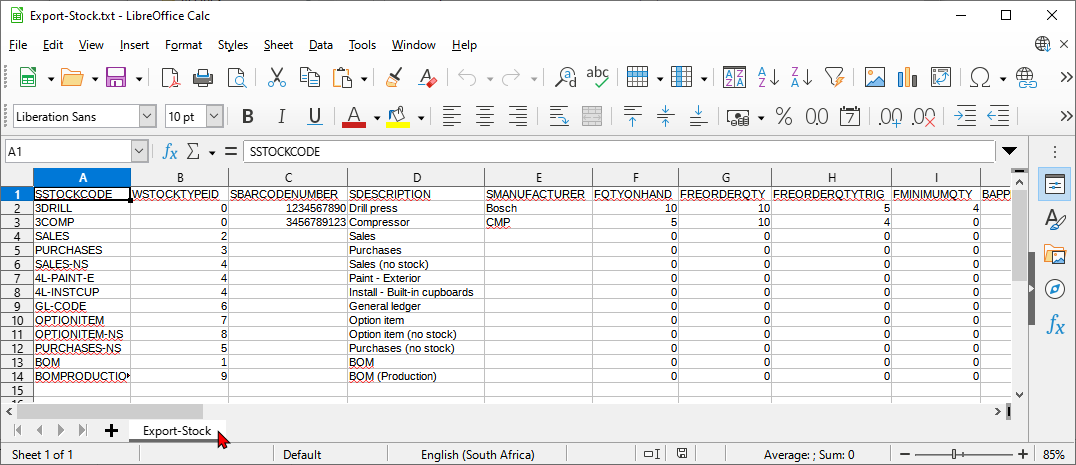 Export-Stock.txt - LibreOffice Calc
File Edit View Insert Format Styles Sheet Data Tools Window Help
Liberation Sans 10 pt B I U A % 0.0 7 .00 .00
A1 fx Σ = SSTOCKCODE
A B C D E F G H I
1 SSTOCKCODE WSTOCKTYPEID SBARCODENUMBER SDESCRIPTION SMANUFACTURER FQTYONHAND FREORDERQTY FREORDERQTYTRIG FMINIMUMQTY BAPP
2 3DRILL 0 1234567890 Drill press Bosch 10 10 5 4
3 3COMP 0 3456789123 Compressor CMP 5 10 4 0
4 SALES 2 Sales 0 0 0 0
5 PURCHASES 3 Purchases 0 0 0 0
6 SALES-NS 4 Sales (no stock) 0 0 0 0
7 4L-PAINT-E 4 Paint - Exterior 0 0 0 0
8 4L-INSTCUP 4 Install - Built-in cupboards 0 0 0 0
9 GL-CODE 6 General ledger 0 0 0 0
10 OPTIONITEM 7 Option item 0 0 0 0
11 OPTIONITEM-NS 8 Option item (no stock) 0 0 0 0
12 PURCHASES-NS 5 Purchases (no stock) 0 0 0 0
13 BOM 1 BOM 0 0 0 0
14 BOMPRODUCTIO 9 BOM (Production) 0 0 0 0
15
Export-Stock
Sheet 1 of 1 Default English (South Africa) Average: ; Sum: 0 85%